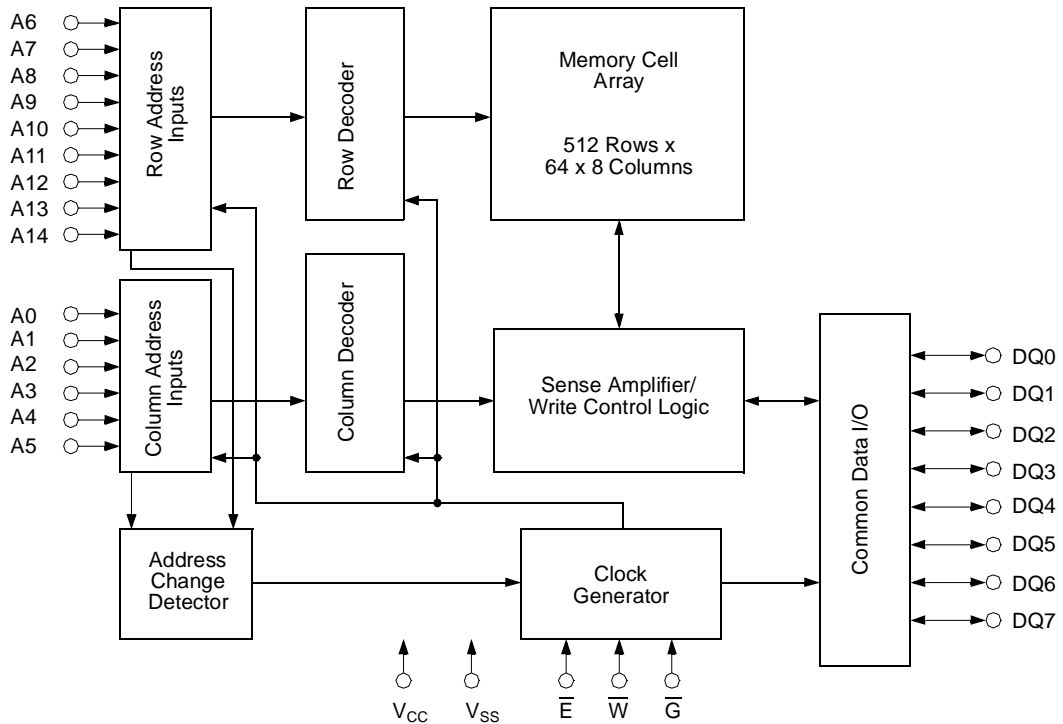 A6
A7
A8
A9
A10
A11
A12
A13
A14
Row Address
Inputs
Row Decoder
Memory Cell
Array
512 Rows x
64 x 8 Columns
A0
A1
A2
A3
A4
A5
Column Address
Inputs
Column Decoder
Sense Amplifier/
Write Control Logic
Common Data I/O
DQ0
DQ1
DQ2
DQ3
DQ4
DQ5
DQ6
DQ7
Address
Change
Detector
Clock
Generator
V_CC
V_SS
E̅
W̅
G̅